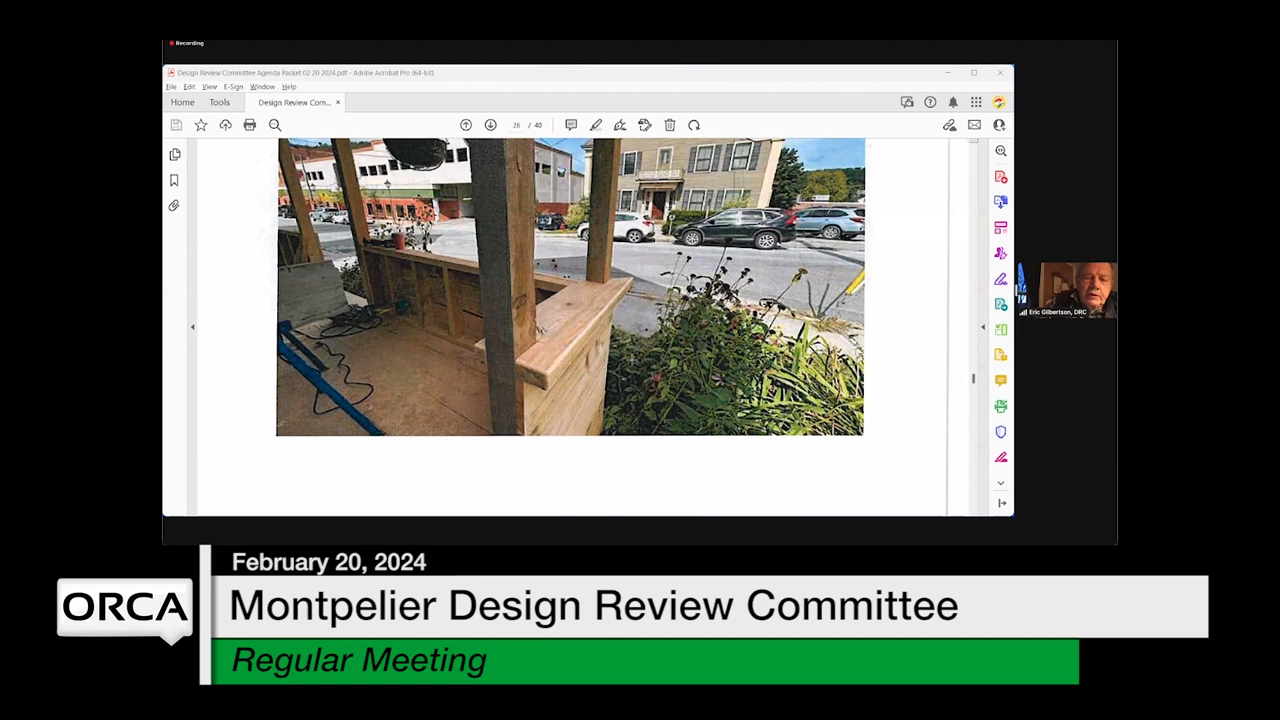 Recording
Design Review Committee Agenda Packet 02 20 2024.pdf - Adobe Acrobat Pro (64-bit)
File Edit View E-Sign Window Help
Home Tools Design Review Com... ×
26 / 40
Eric Gilbertson, DRC
February 20, 2024
ORCA
Montpelier Design Review Committee
Regular Meeting